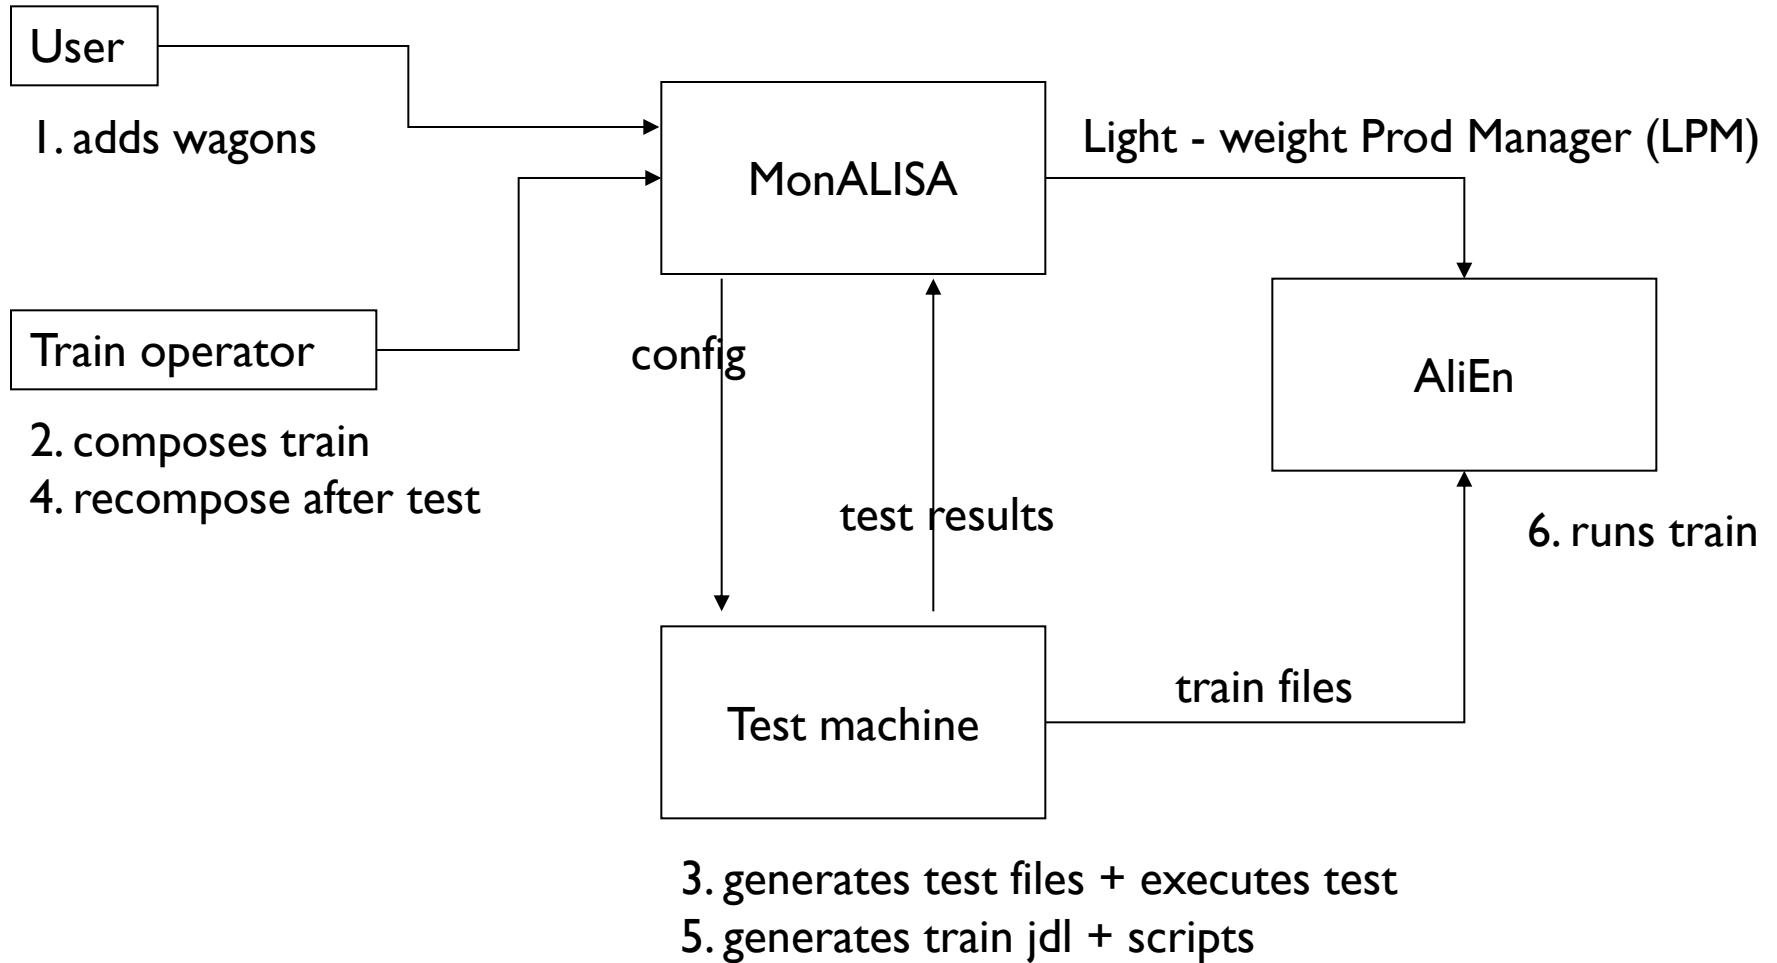 User
1. adds wagons
Light - weight Prod Manager (LPM)
MonALISA
Train operator
config
AliEn
2. composes train
4. recompose after test
test results
6. runs train
train files
Test machine
3. generates test files + executes test
5. generates train jdl + scripts